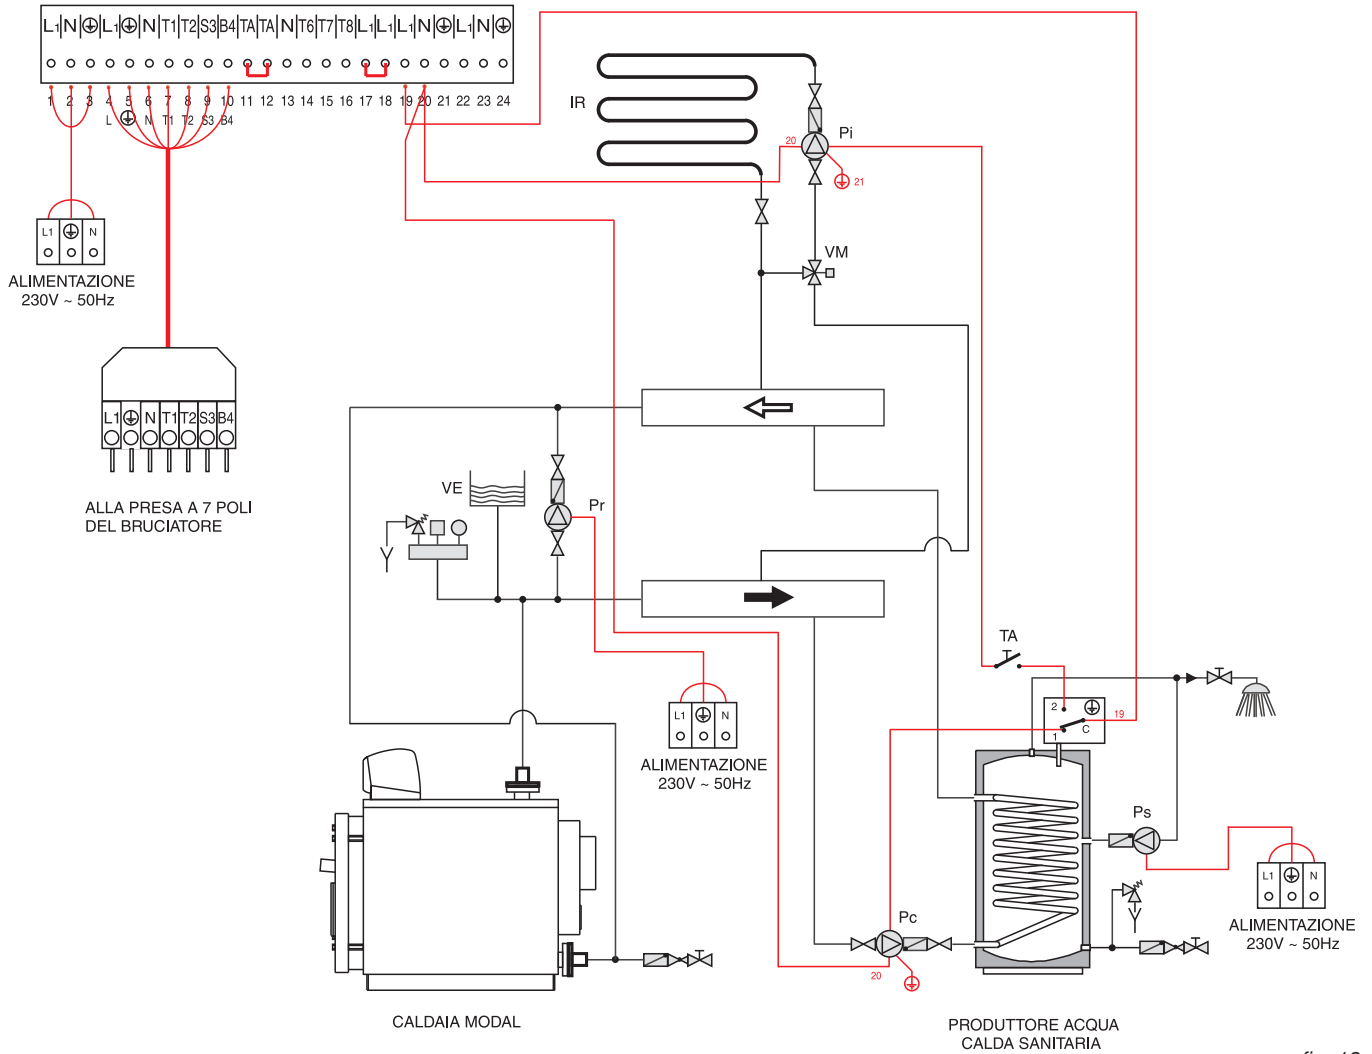 L1 N L1 N T1 T2 S3 B4 TA TA N T6 T7 T8 L1 L1 L1 N L1 N
1 2 3 4 5 6 7 8 9 10 11 12 13 14 15 16 17 18 19 20 21 22 23 24
L N T1 T2 S3 B4
IR
20
Pi
21
L1 N
VM
ALIMENTAZIONE
230V ~ 50Hz
L1 N T1 T2 S3 B4
VE
Pr
ALLA PRESA A 7 POLI
DEL BRUCIATORE
TA
2
19
C
1
L1 N
ALIMENTAZIONE
230V ~ 50Hz
Ps
L1 N
Pc
ALIMENTAZIONE
230V ~ 50Hz
20
CALDAIA MODAL
PRODUTTORE ACQUA
CALDA SANITARIA